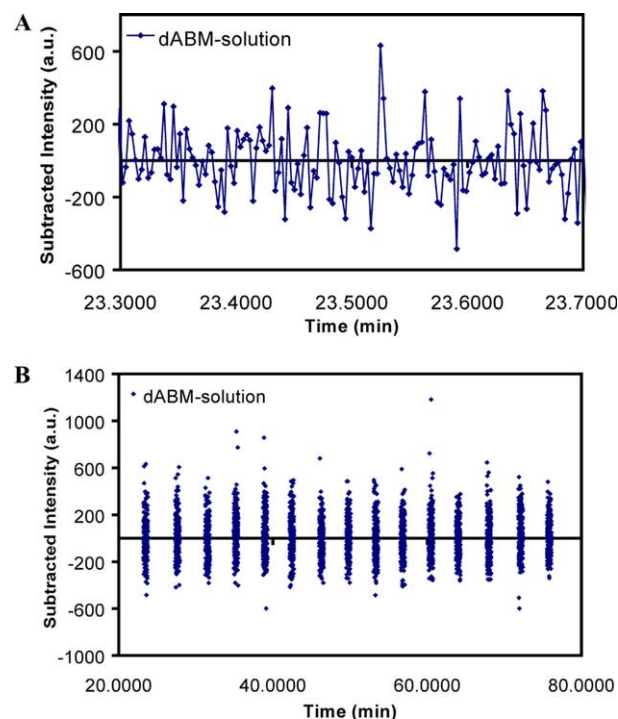 A
dABM-solution
Subtracted Intensity (a.u.)
600
200
-200
-600
23.3000 23.4000 23.5000 23.6000 23.7000
Time (min)
B
dABM-solution
Subtracted Intensity (a.u.)
1400
1000
600
200
-200
-600
-1000
20.0000 40.0000 60.0000 80.0000
Time (min)